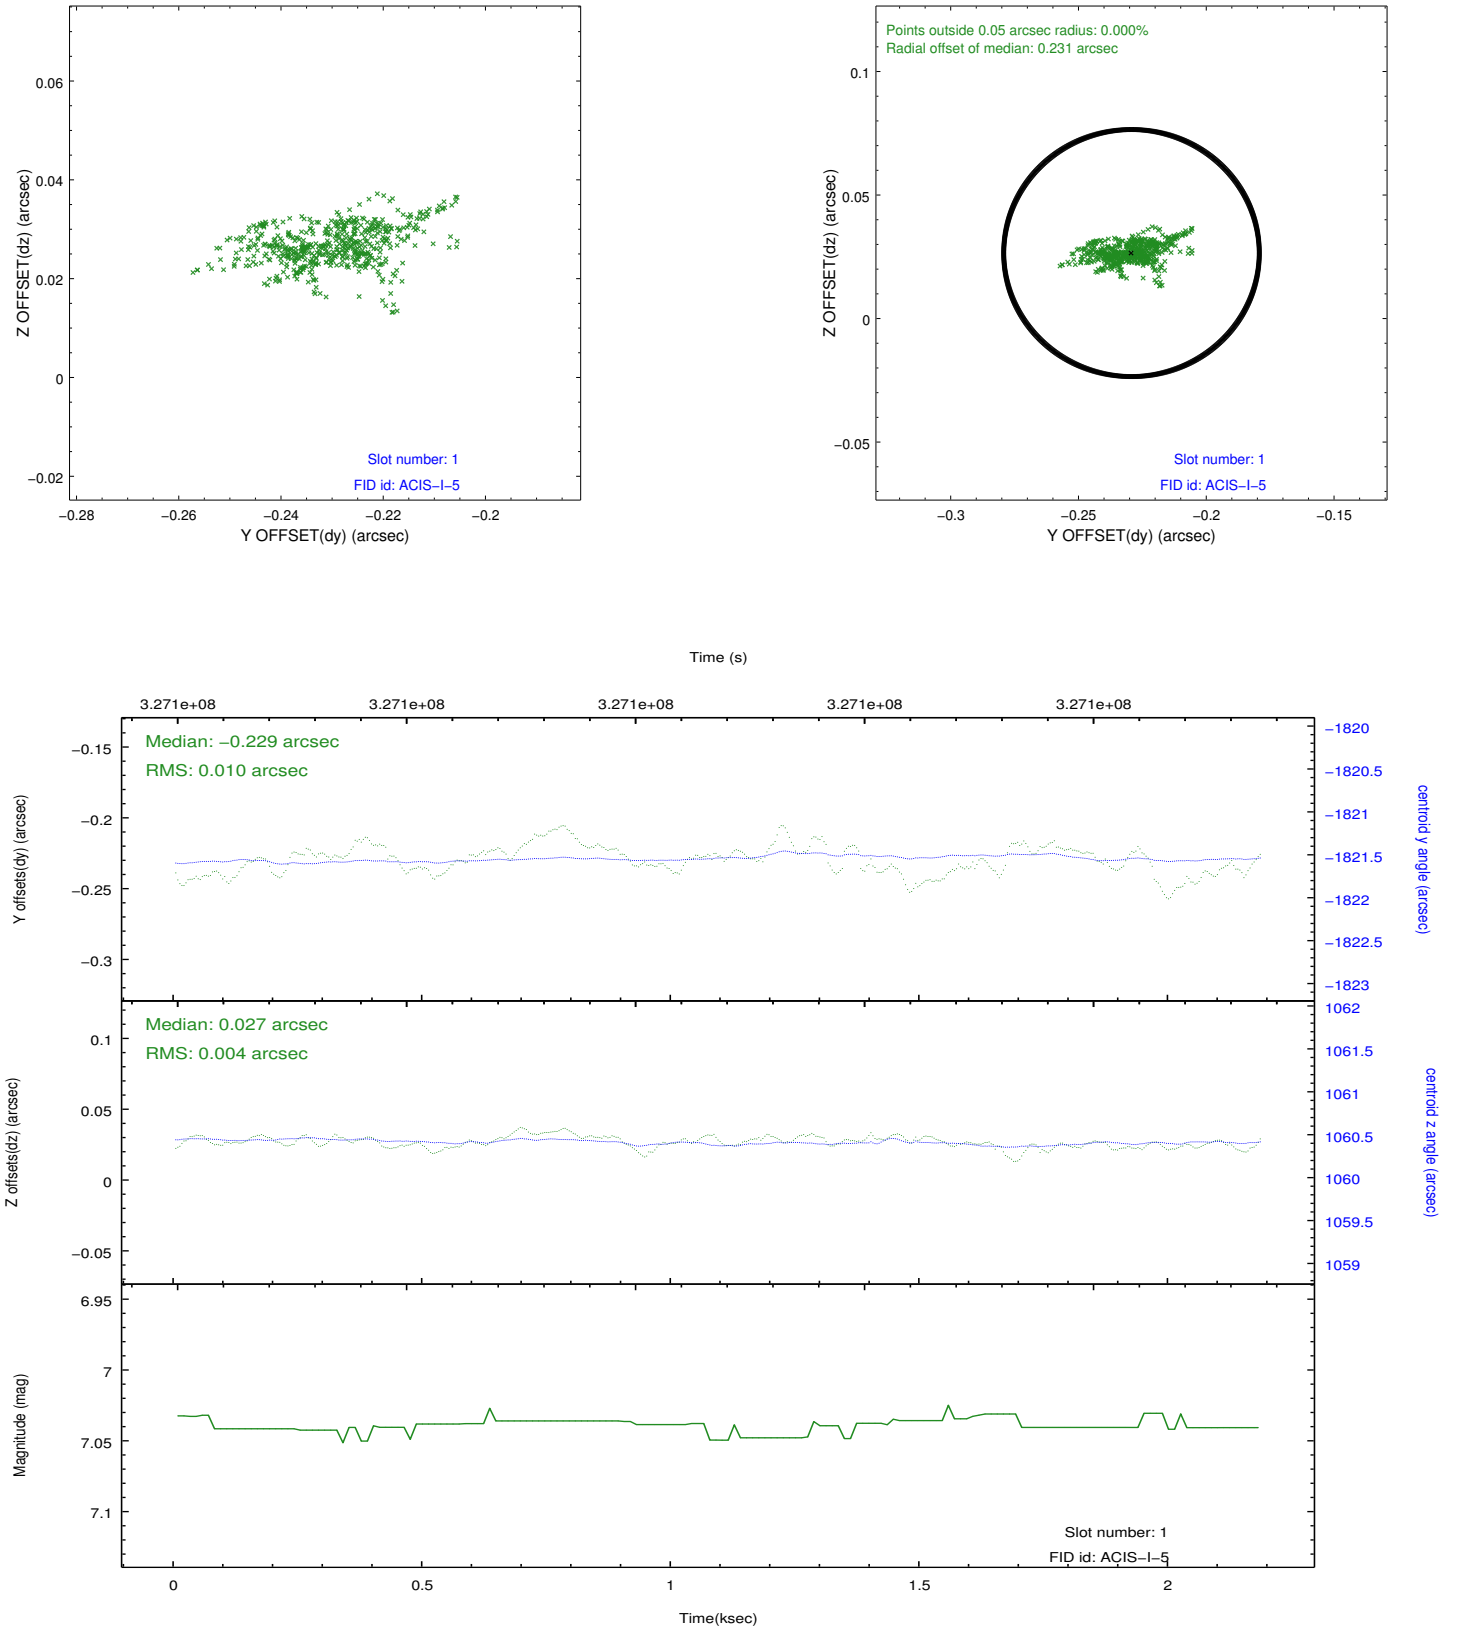 Z OFFSET(dz) (arcsec)
0.06
0.04
0.02
0
−0.02
Slot number: 1
FID id: ACIS−I−5
−0.28
−0.26
−0.24
−0.22
−0.2
Y OFFSET(dy) (arcsec)
Points outside 0.05 arcsec radius: 0.000%
Radial offset of median: 0.231 arcsec
Z OFFSET(dz) (arcsec)
0.1
0.05
0
−0.05
Slot number: 1
FID id: ACIS−I−5
−0.3
−0.25
−0.2
−0.15
Y OFFSET(dy) (arcsec)
Time (s)
3.271e+08
3.271e+08
3.271e+08
3.271e+08
3.271e+08
Median: −0.229 arcsec
RMS: 0.010 arcsec
Y offsets(dy) (arcsec)
−0.15
−0.2
−0.25
−0.3
−1820
−1820.5
−1821
−1821.5
−1822
−1822.5
−1823
centroid y angle (arcsec)
Median: 0.027 arcsec
RMS: 0.004 arcsec
Z offsets(dz) (arcsec)
0.1
0.05
0
−0.05
1062
1061.5
1061
1060.5
1060
1059.5
1059
centroid z angle (arcsec)
Magnitude (mag)
6.95
7
7.05
7.1
Slot number: 1
FID id: ACIS−I−5
0
0.5
1
1.5
2
Time(ksec)